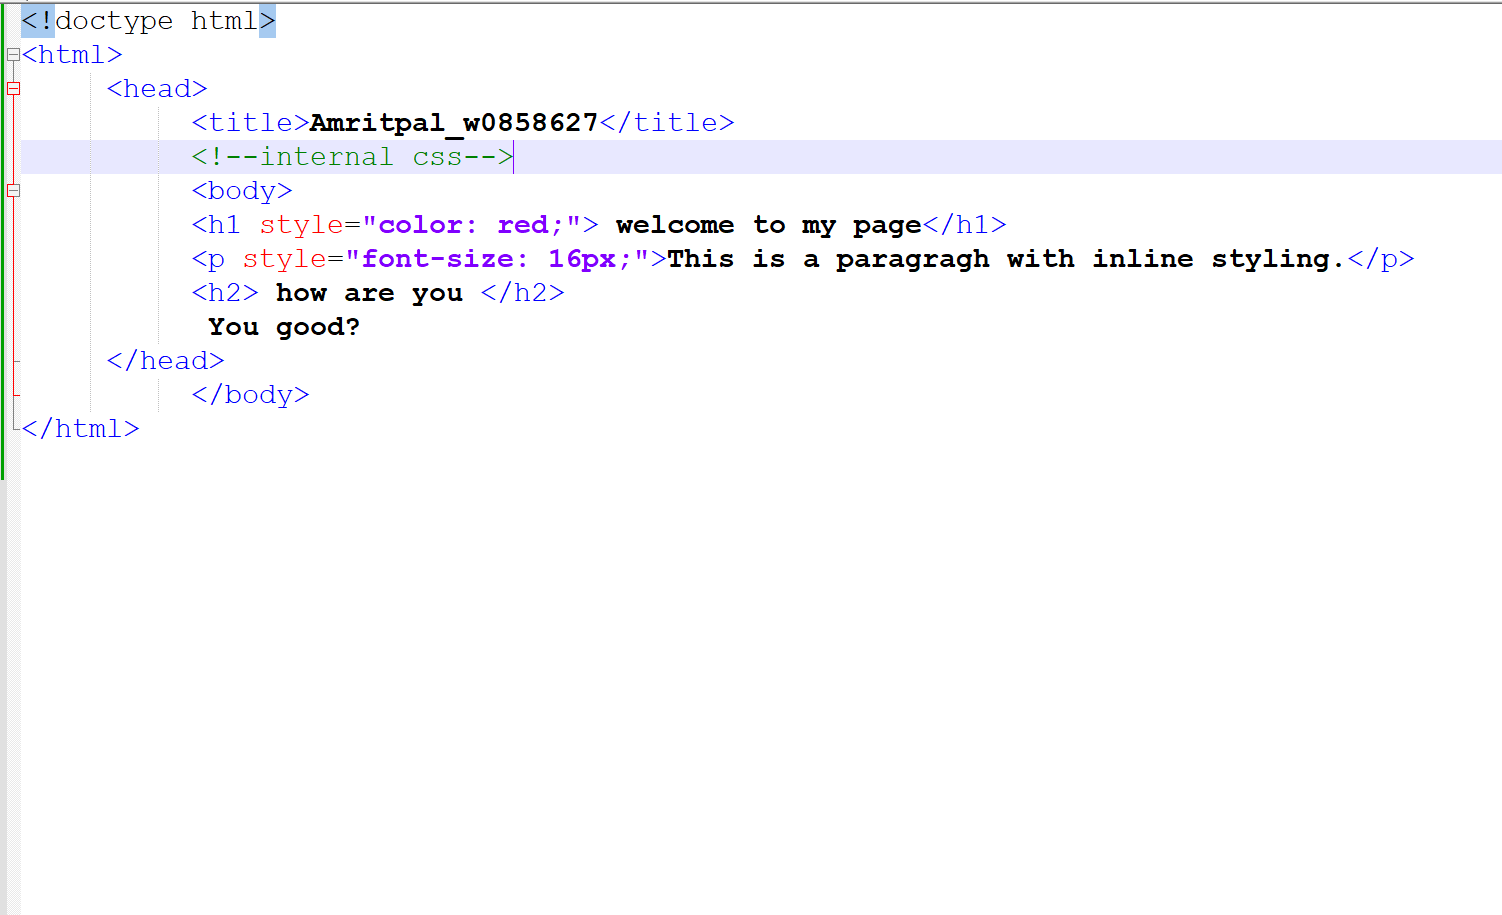 <!doctype html>
<html>
<head>
<title>Amritpal_w0858627</title>
<!--internal css-->
<body>
<h1 style="color: red;"> welcome to my page</h1>
<p style="font-size: 16px;">This is a paragragh with inline styling.</p>
<h2> how are you </h2>
You good?
</head>
</body>
</html>